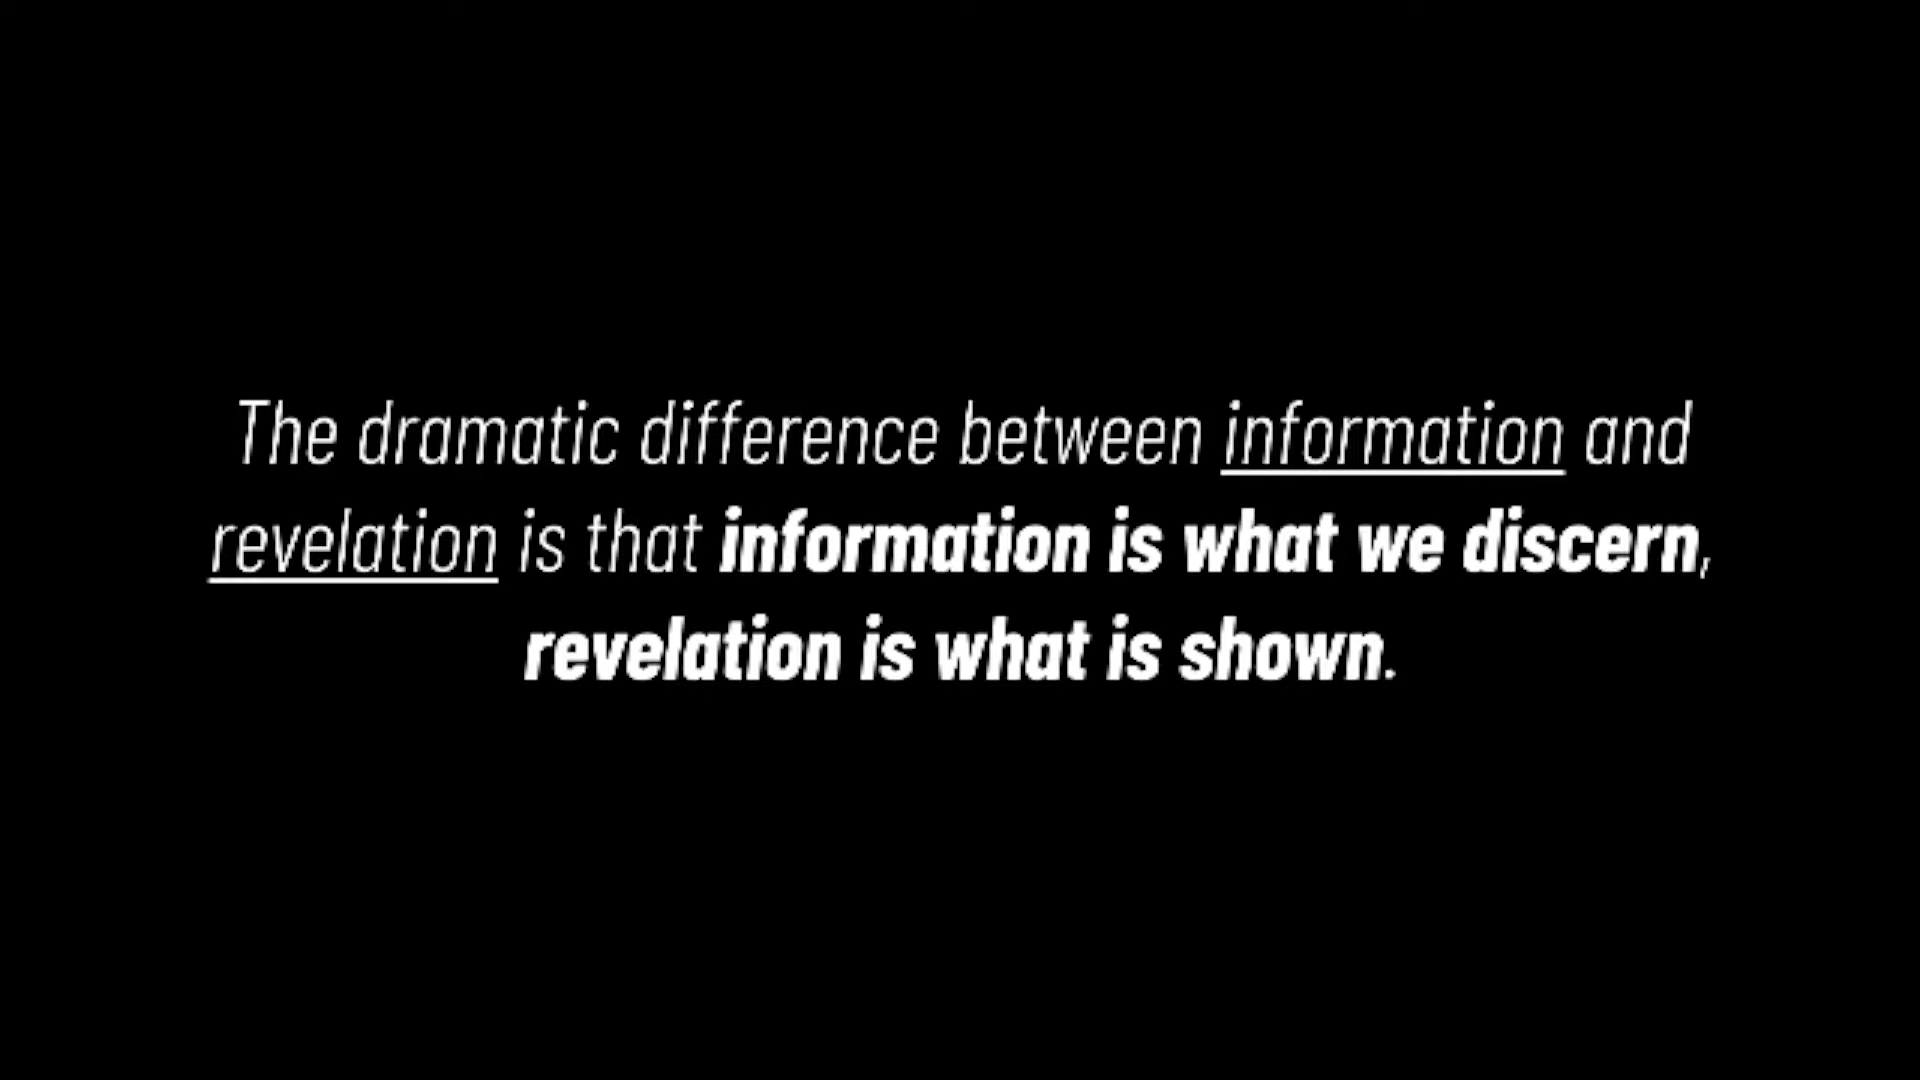 The dramatic difference between information and
revelation is that information is what we discern,
revelation is what is shown.